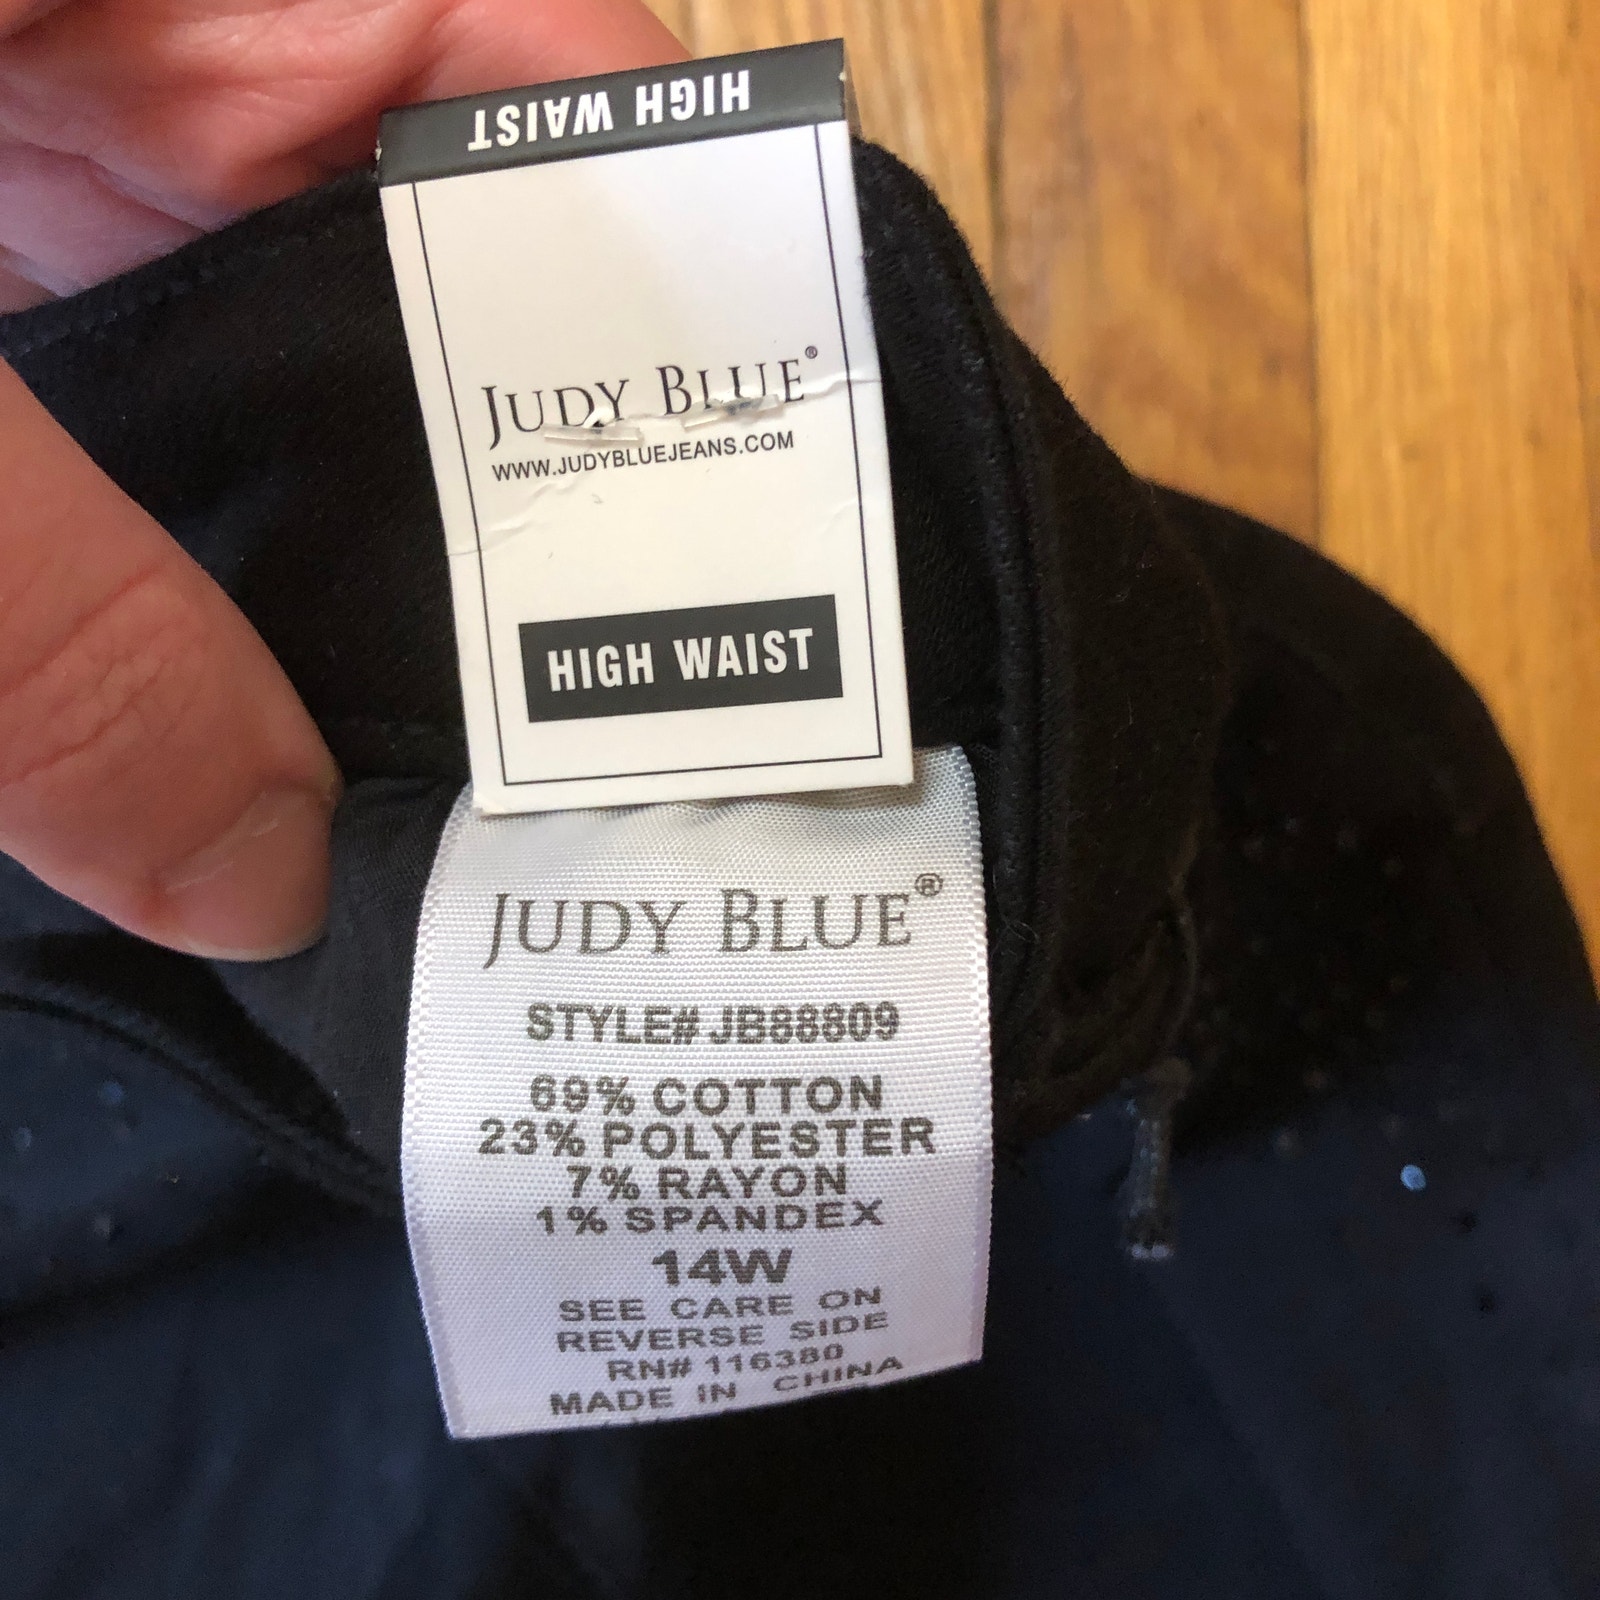 HIGH WAIST
JUDY BLUE®
WWW.JUDYBLUEJEANS.COM
HIGH WAIST
JUDY BLUE®
STYLE# JB88809
69% COTTON
23% POLYESTER
7% RAYON
1% SPANDEX
14W
SEE CARE ON
REVERSE SIDE
RN# 116380
MADE IN CHINA